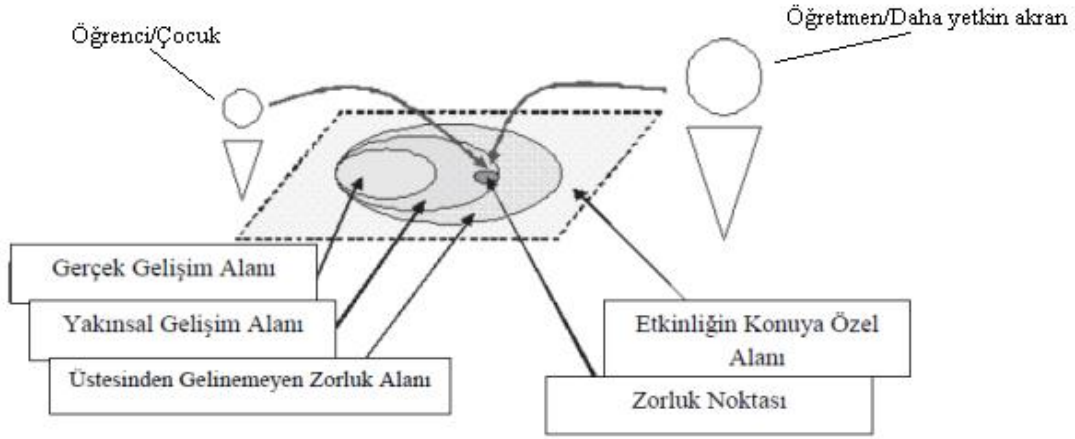 Öğrenci/Çocuk
Öğretmen/Daha yetkin akran
Gerçek Gelişim Alanı
Yakınsal Gelişim Alanı
Üstesinden Gelinemeyen Zorluk Alanı
Etkinliğin Konuya Özel
Alanı
Zorluk Noktası